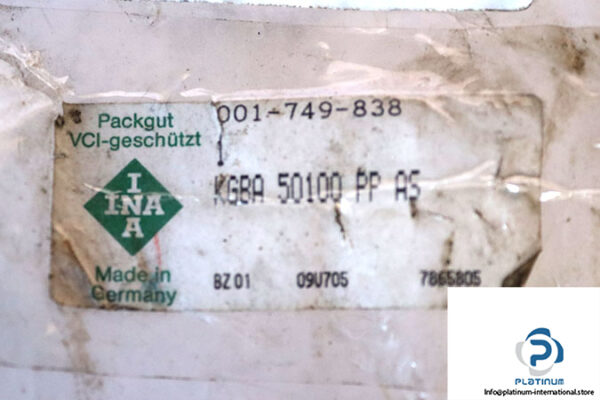 Packgut
VCI-geschützt
001-749-838
1
KGBA 50100 PP AS
I
INA
A
Made in
Germany
BZ 01 09U705 7865805
PLATINUM
Info@platinum-international.store